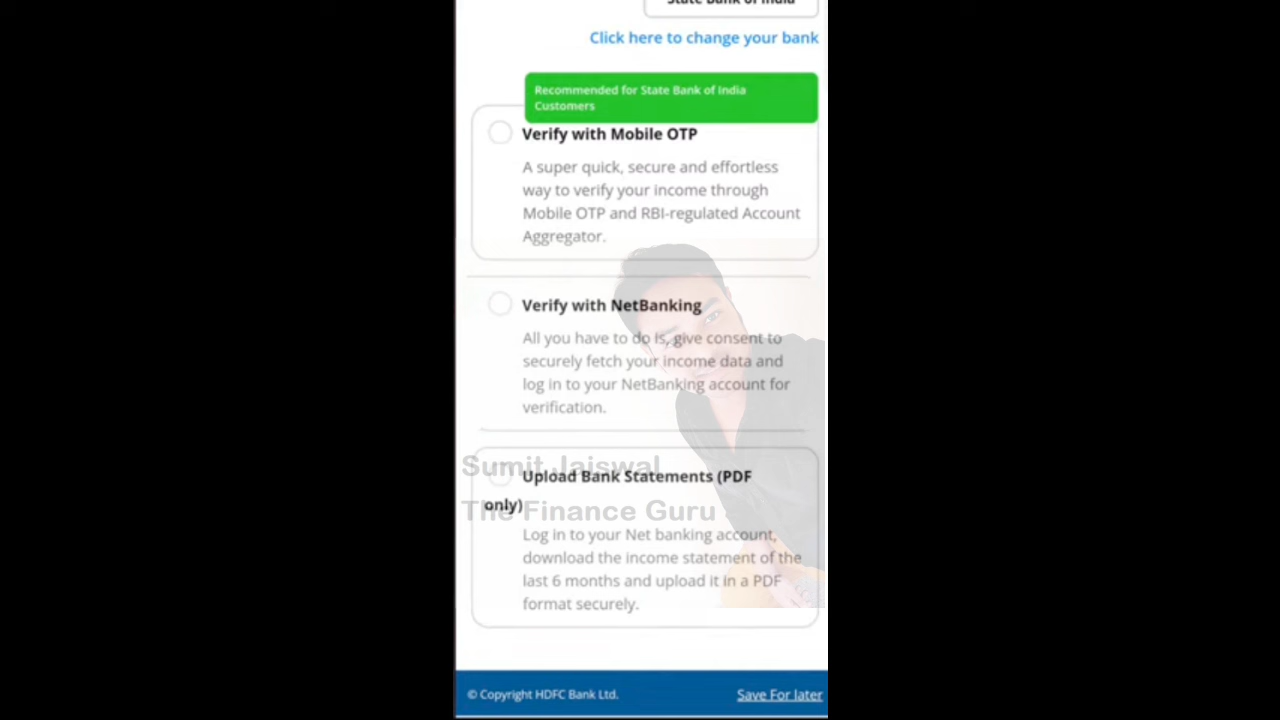 State Bank of India
Click here to change your bank
Recommended for State Bank of India
Customers
Verify with Mobile OTP
A super quick, secure and effortless
way to verify your income through
Mobile OTP and RBI-regulated Account
Aggregator.
Verify with NetBanking
All you have to do is, give consent to
securely fetch your income data and
log in to your NetBanking account for
verification.
Sumit Jaiswal
Upload Bank Statements (PDF
only)
The Finance Guru
Log in to your Net banking account,
download the income statement of the
last 6 months and upload it in a PDF
format securely.
© Copyright HDFC Bank Ltd.
Save For later